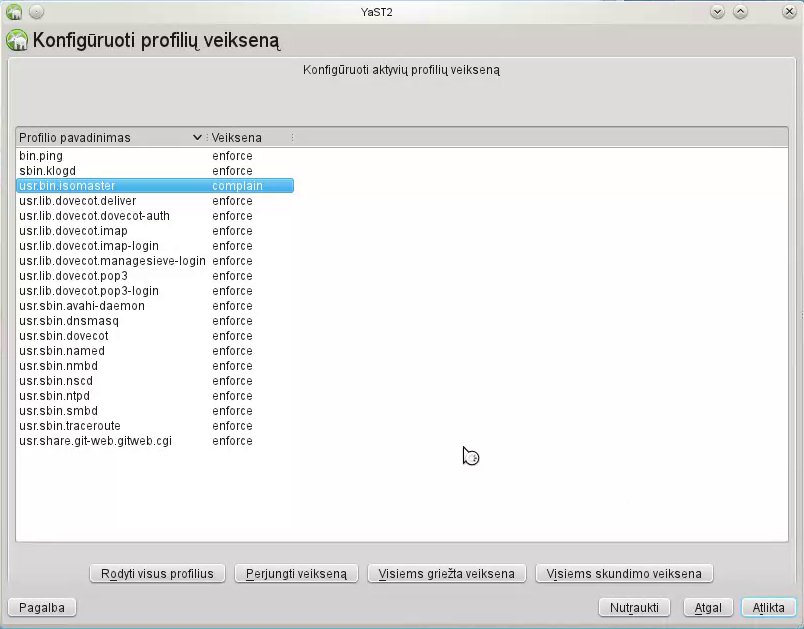 YaST2
Konfigūruoti profilių veikseną
Konfigūruoti aktyvių profilių veikseną
Profilio pavadinimas Veiksena
bin.ping enforce
sbin.klogd enforce
usr.bin.isomaster complain
usr.lib.dovecot.deliver enforce
usr.lib.dovecot.dovecot-auth enforce
usr.lib.dovecot.imap enforce
usr.lib.dovecot.imap-login enforce
usr.lib.dovecot.managesieve-login enforce
usr.lib.dovecot.pop3 enforce
usr.lib.dovecot.pop3-login enforce
usr.sbin.avahi-daemon enforce
usr.sbin.dnsmasq enforce
usr.sbin.dovecot enforce
usr.sbin.named enforce
usr.sbin.nmbd enforce
usr.sbin.nscd enforce
usr.sbin.ntpd enforce
usr.sbin.smbd enforce
usr.sbin.traceroute enforce
usr.share.git-web.gitweb.cgi enforce
Rodyti visus profilius Perjungti veikseną Visiems griežta veiksena Visiems skundimo veiksena
Pagalba Nutraukti Atgal Atlikta